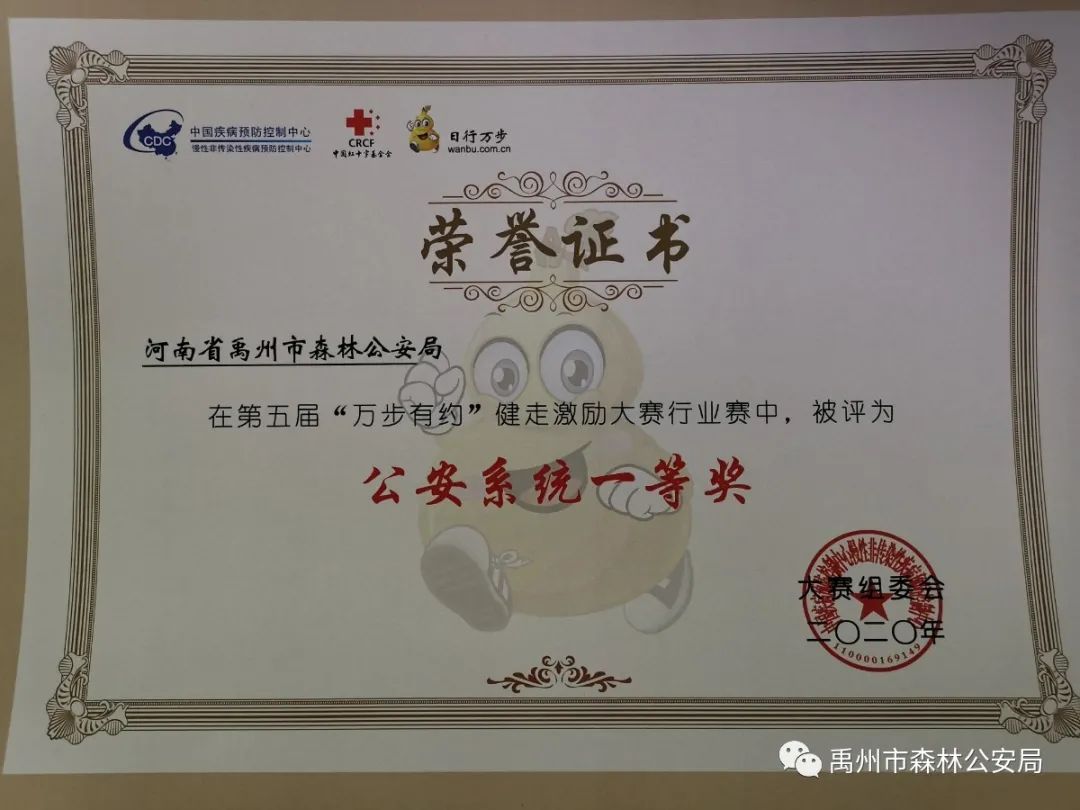 CDC
中国疾病预防控制中心
慢性非传染性疾病预防控制中心
CRCF
中国红十字基金会
日行万步
wanbu.com.cn
荣誉证书
河南省禹州市森林公安局
在第五届“万步有约”健走激励大赛行业赛中，被评为
公安系统一等奖
大赛组委会
二〇二〇年
110000169149
禹州市森林公安局